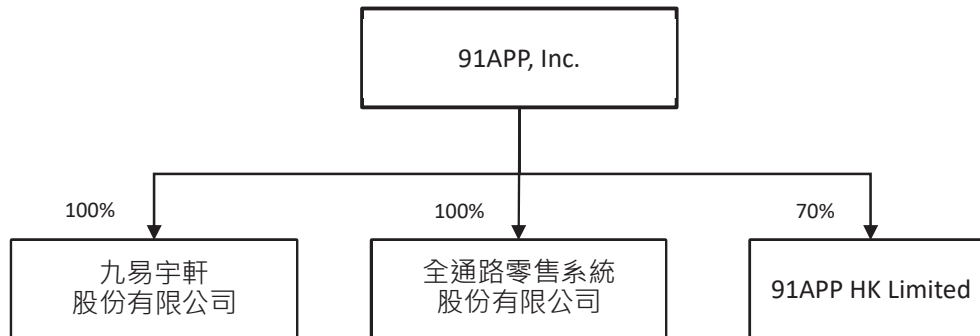 91APP, Inc.
100%
100%
70%
九易宇軒
股份有限公司
全通路零售系統
股份有限公司
91APP HK Limited